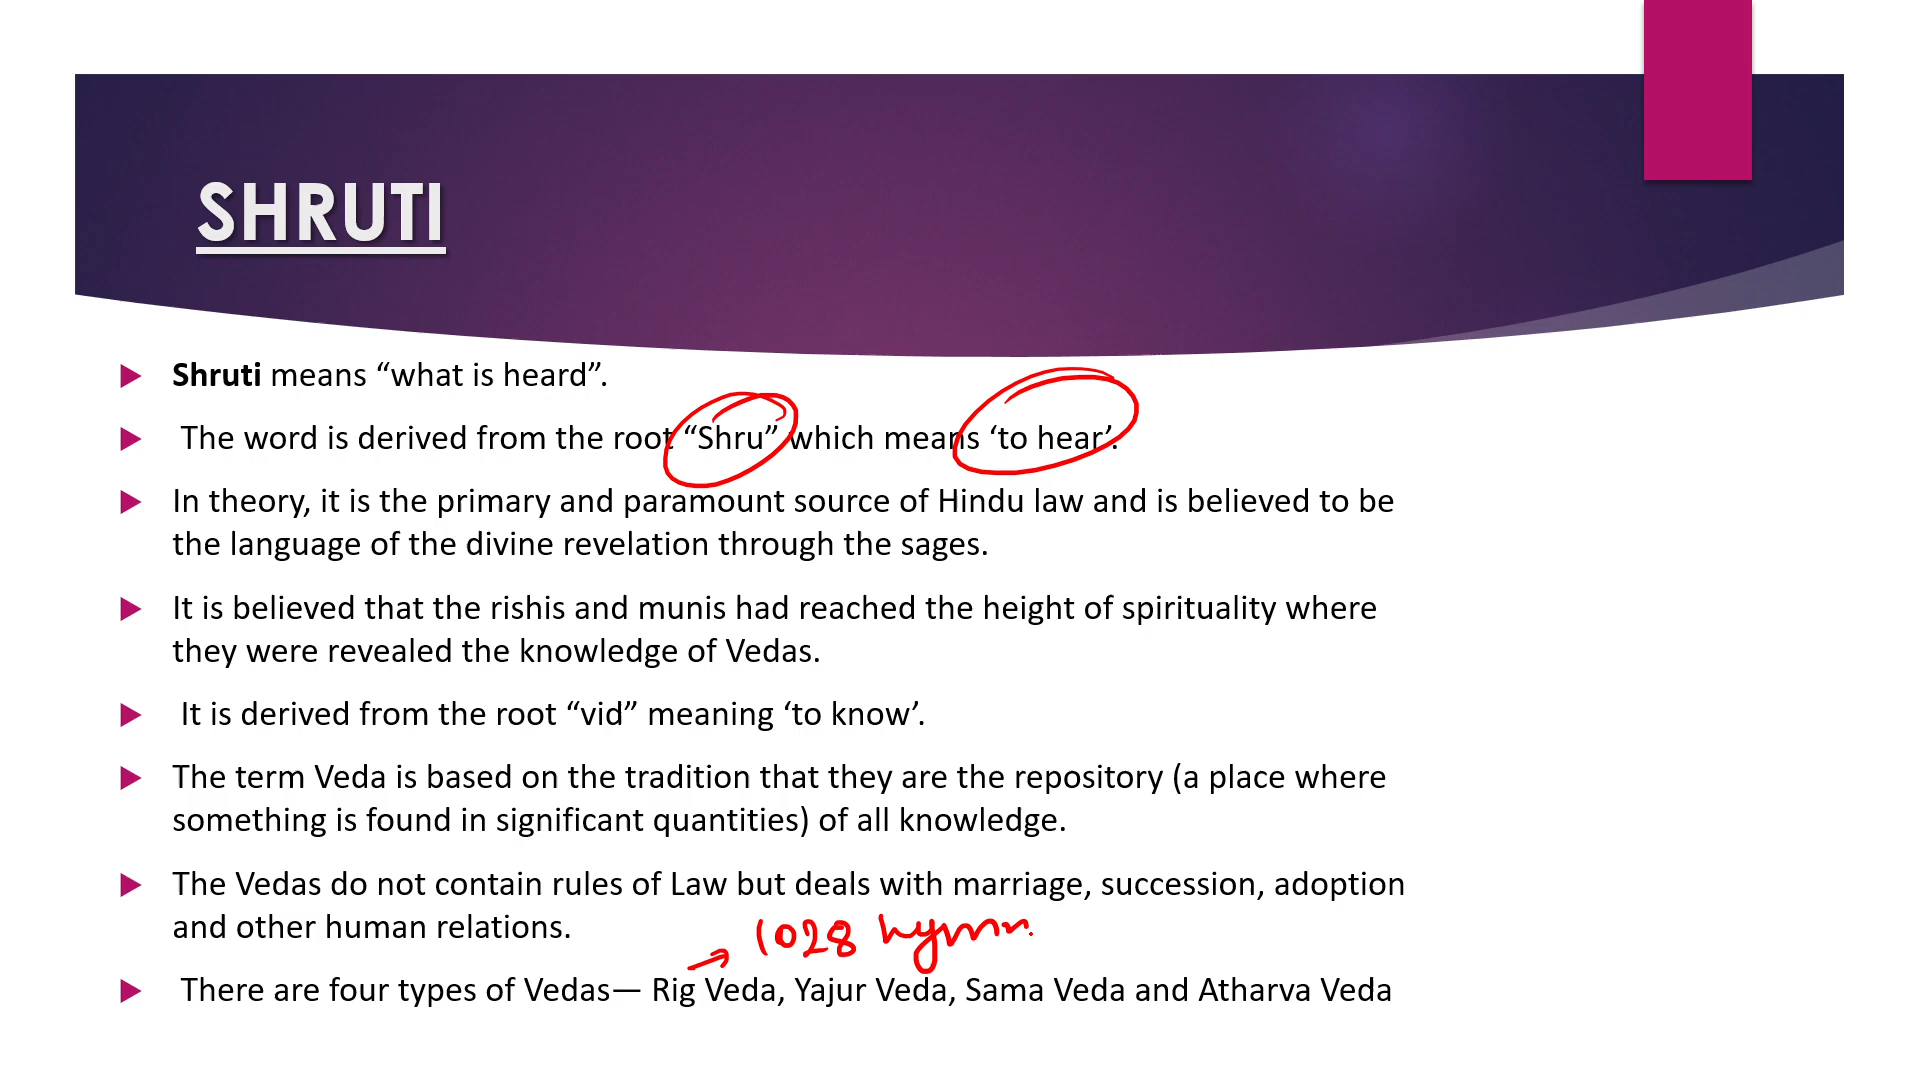 SHRUTI
Shruti means “what is heard”.
The word is derived from the root “Shru” which means ‘to hear’.
In theory, it is the primary and paramount source of Hindu law and is believed to be
the language of the divine revelation through the sages.
It is believed that the rishis and munis had reached the height of spirituality where
they were revealed the knowledge of Vedas.
It is derived from the root “vid” meaning ‘to know’.
The term Veda is based on the tradition that they are the repository (a place where
something is found in significant quantities) of all knowledge.
The Vedas do not contain rules of Law but deals with marriage, succession, adoption
and other human relations.
→ 1028 hymn.
There are four types of Vedas— Rig Veda, Yajur Veda, Sama Veda and Atharva Veda